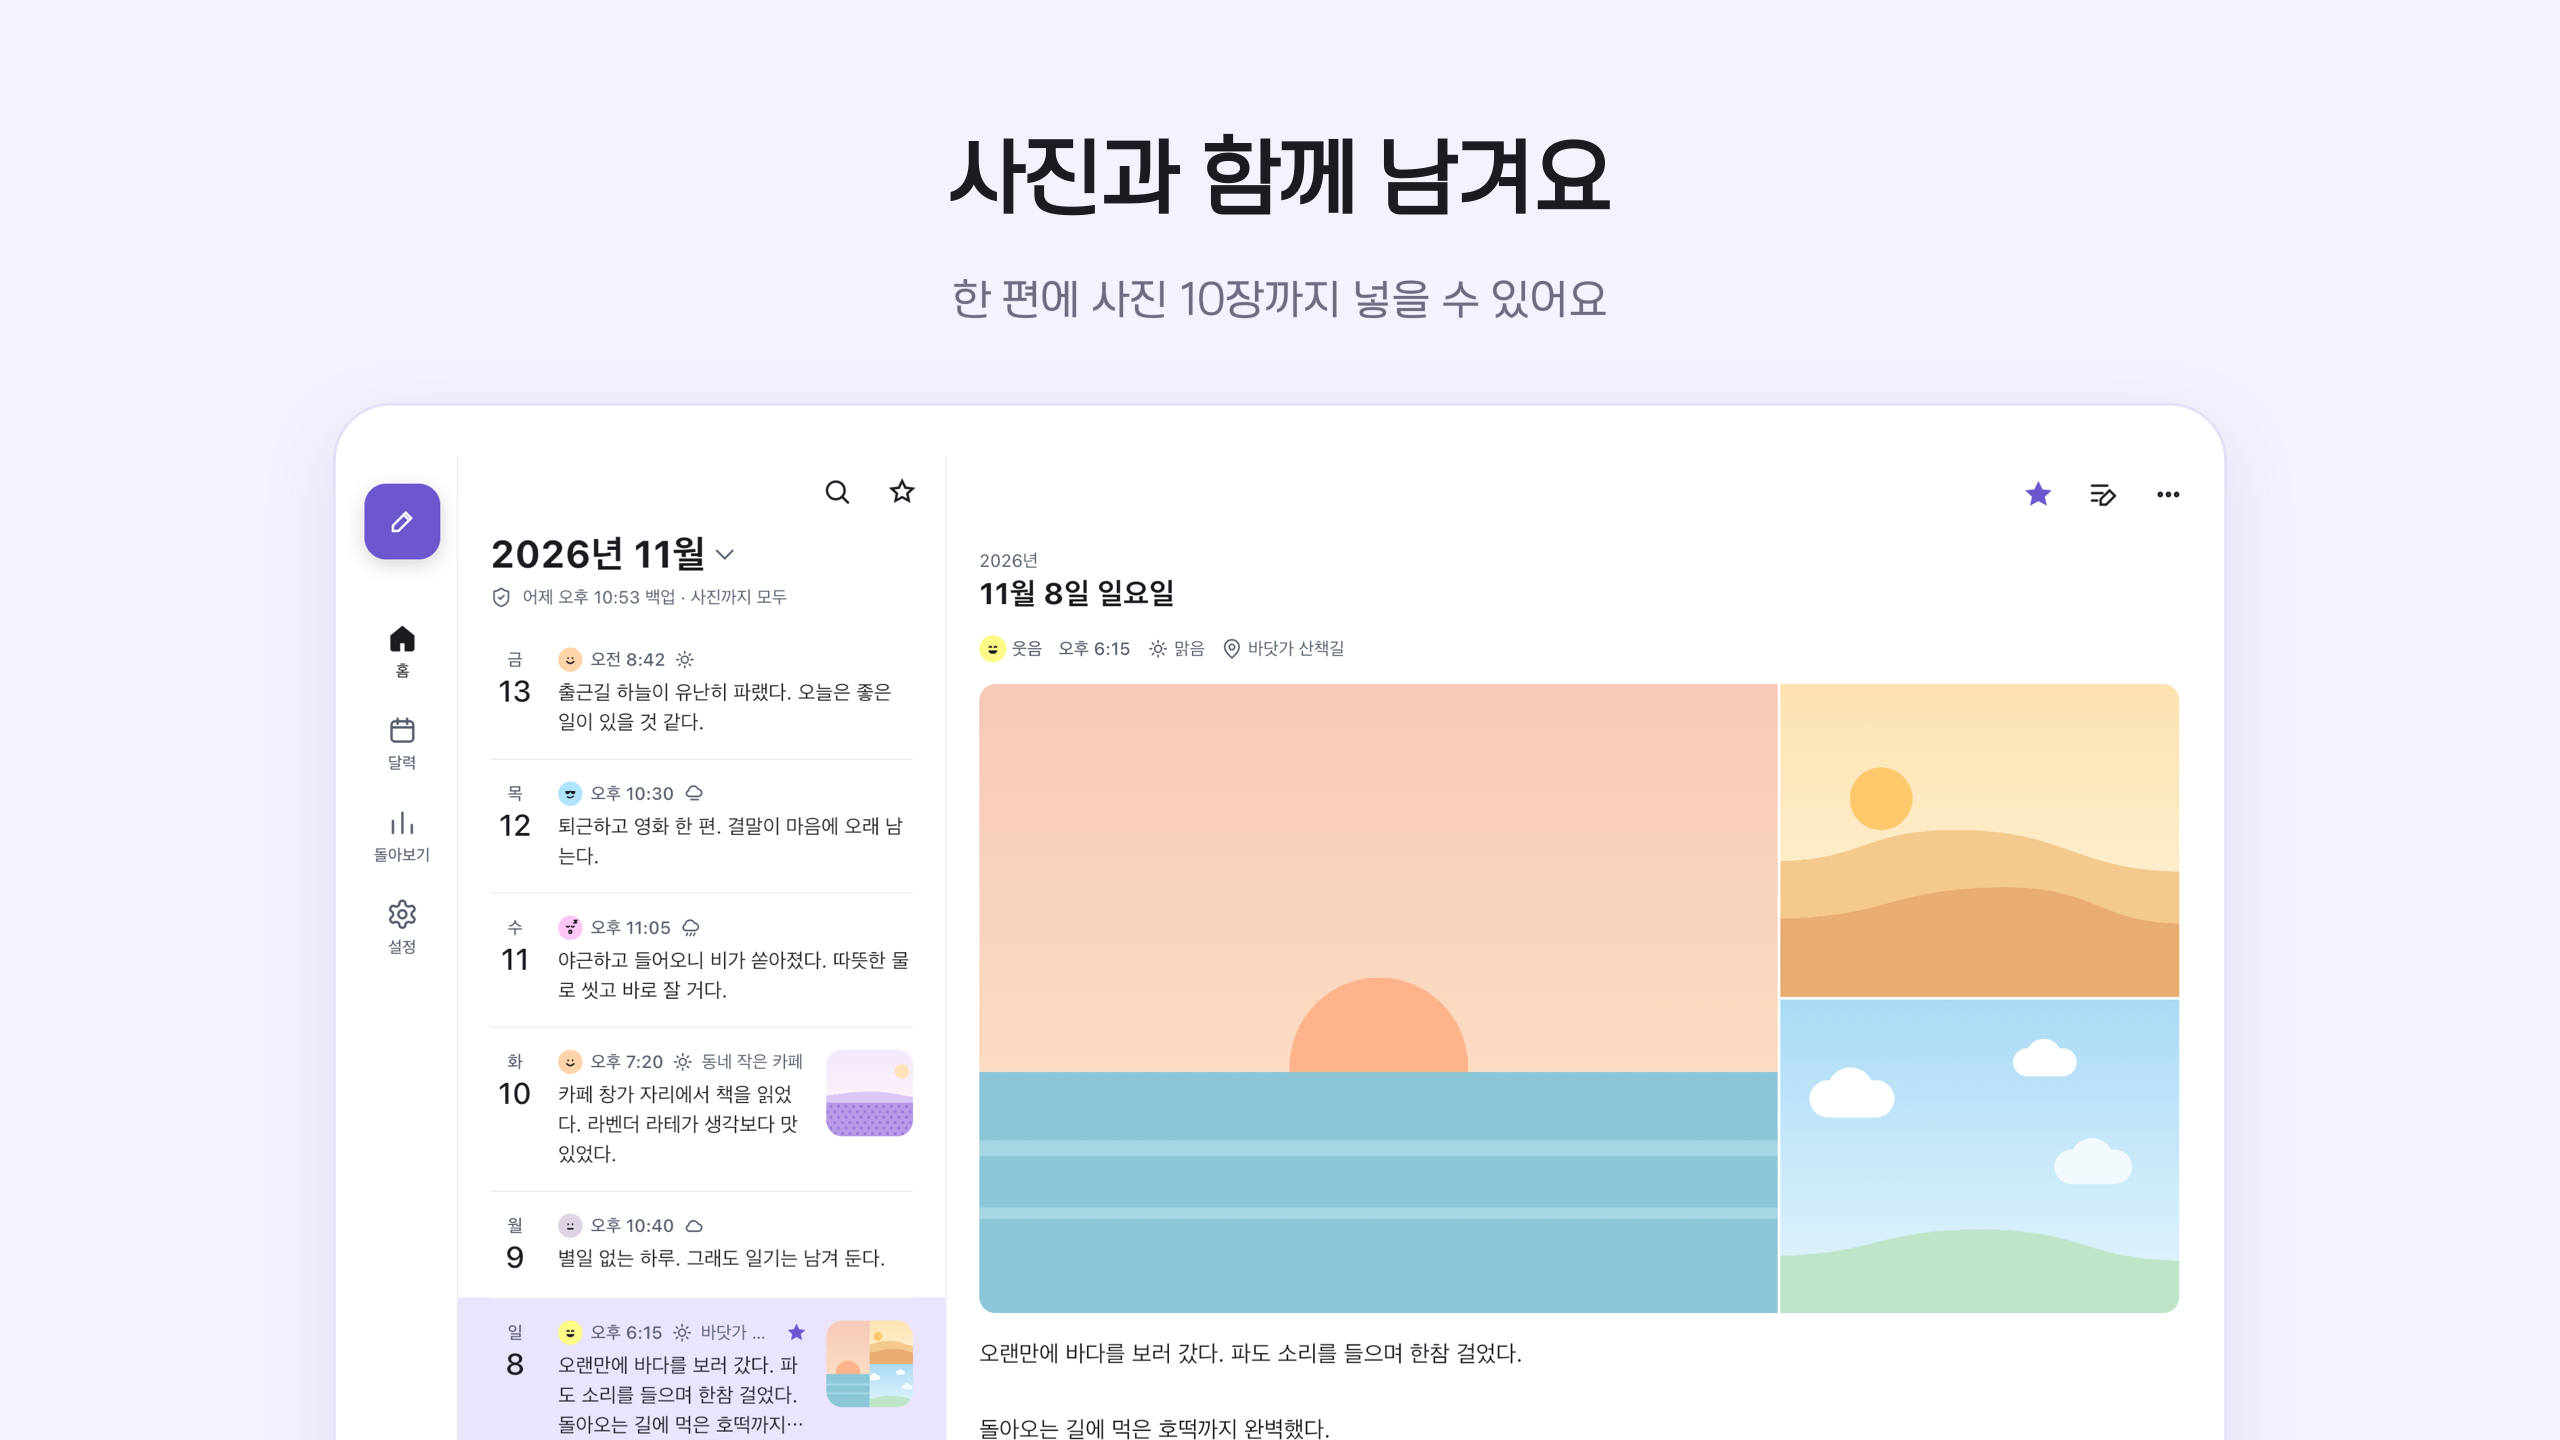 사진과 함께 남겨요
한 편에 사진 10장까지 넣을 수 있어요
홈
달력
돌아보기
설정
2026년 11월
어제 오후 10:53 백업 · 사진까지 모두
금
13
오전 8:42
출근길 하늘이 유난히 파랬다. 오늘은 좋은
일이 있을 것 같다.
목
12
오후 10:30
퇴근하고 영화 한 편. 결말이 마음에 오래 남
는다.
수
11
오후 11:05
야근하고 들어오니 비가 쏟아졌다. 따뜻한 물
로 씻고 바로 잘 거다.
화
10
오후 7:20 동네 작은 카페
카페 창가 자리에서 책을 읽었
다. 라벤더 라테가 생각보다 맛
있었다.
월
9
오후 10:40
별일 없는 하루. 그래도 일기는 남겨 둔다.
일
8
오후 6:15 바닷가 ...
오랜만에 바다를 보러 갔다. 파
도 소리를 들으며 한참 걸었다.
돌아오는 길에 먹은 호떡까지…
2026년
11월 8일 일요일
웃음 오후 6:15 맑음 바닷가 산책길
오랜만에 바다를 보러 갔다. 파도 소리를 들으며 한참 걸었다.
돌아오는 길에 먹은 호떡까지 완벽했다.